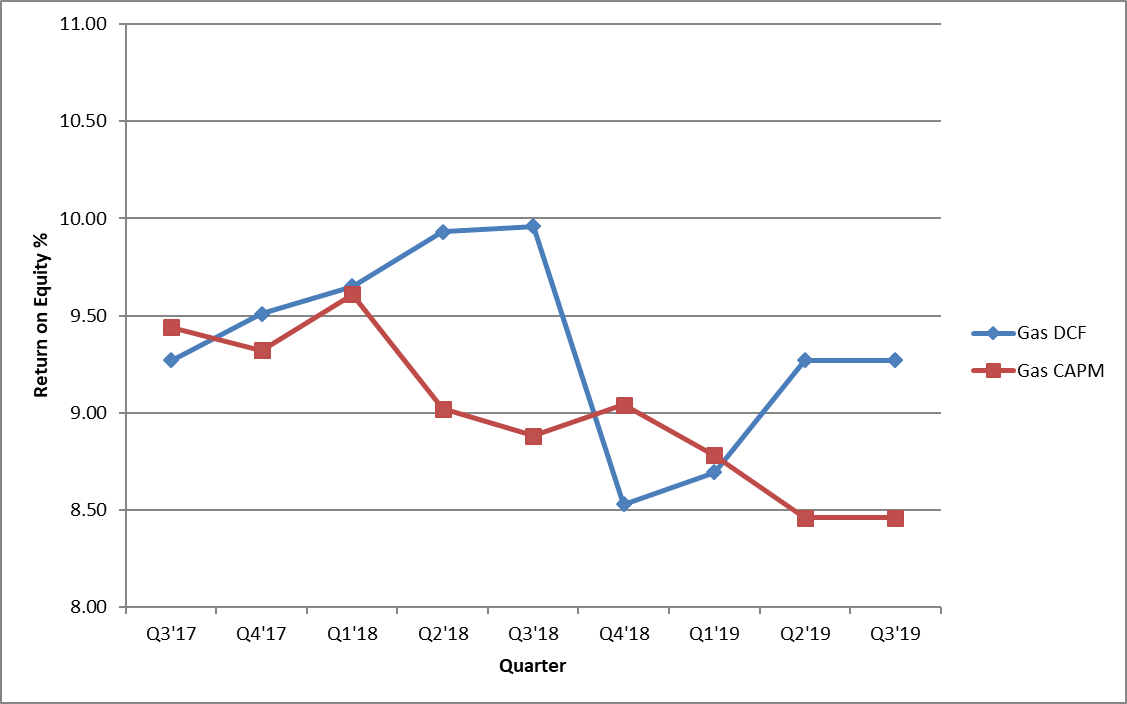 11.00
10.50
10.00
9.50
9.00
8.50
8.00
Return on Equity %
Q3'17 Q4'17 Q1'18 Q2'18 Q3'18 Q4'18 Q1'19 Q2'19 Q3'19
Quarter
Gas DCF
Gas CAPM